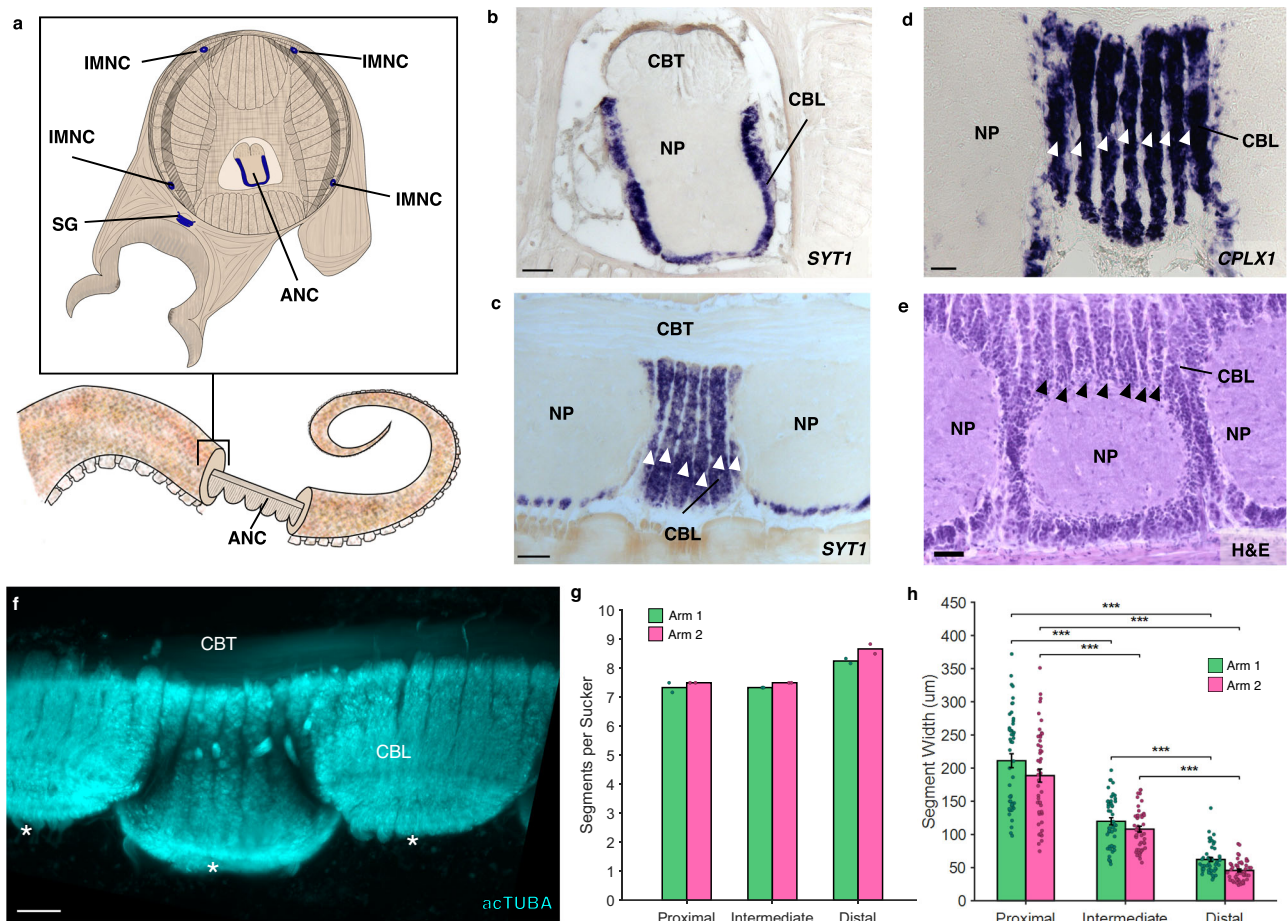 a
IMNC
IMNC
IMNC
IMNC
SG
ANC
ANC
b
CBT
CBL
NP
SYT1
c
CBT
NP
NP
CBL
SYT1
d
NP
CBL
CPLX1
e
CBL
NP
NP
NP
H&E
f
CBT
CBL
*
*
*
acTUBA
g
Segments per Sucker
10
9
8
7
6
5
4
3
2
1
0
Arm 1
Arm 2
Proximal Intermediate Distal
h
Segment Width (um)
450
400
350
300
250
200
150
100
50
0
***
***
***
***
***
***
Arm 1
Arm 2
Proximal Intermediate Distal